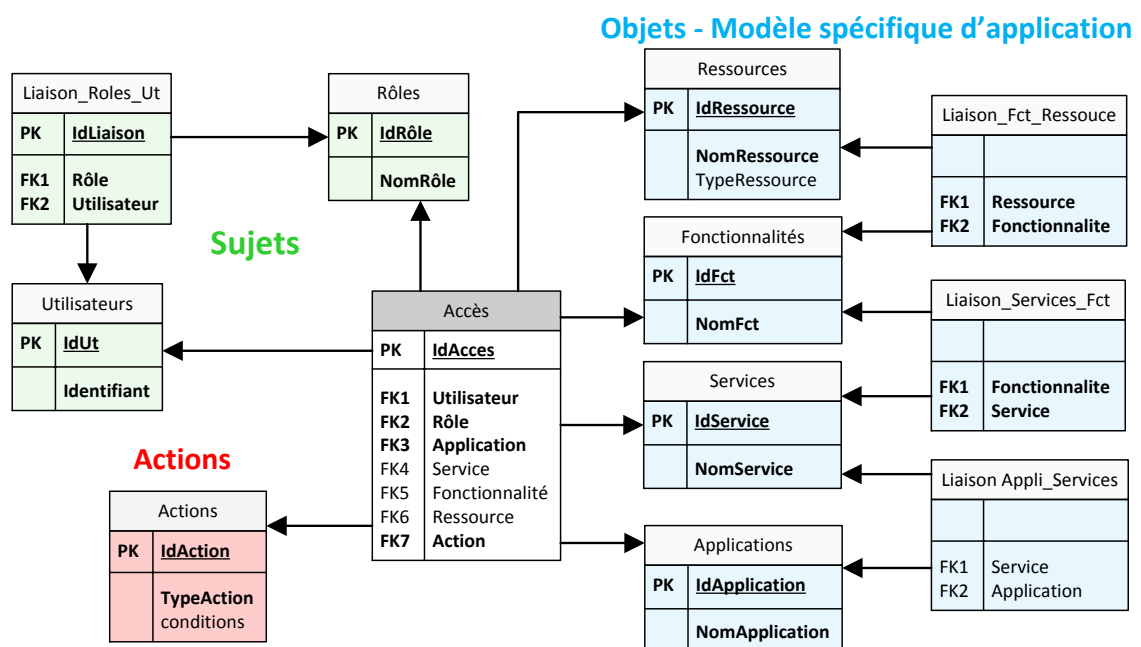 Objets - Modèle spécifique d’application
Liaison_Roles_Ut
PK IdLiaison
FK1 Rôle
FK2 Utilisateur
Rôles
PK IdRôle
NomRôle
Sujets
Utilisateurs
PK IdUt
Identifiant
Accès
PK IdAcces
FK1 Utilisateur
FK2 Rôle
FK3 Application
FK4 Service
FK5 Fonctionnalité
FK6 Ressource
FK7 Action
Actions
Actions
PK IdAction
TypeAction
conditions
Ressources
PK IdRessource
NomRessource
TypeRessource
Fonctionnalités
PK IdFct
NomFct
Services
PK IdService
NomService
Applications
PK IdApplication
NomApplication
Liaison_Fct_Ressouce
FK1 Ressource
FK2 Fonctionnalite
Liaison_Services_Fct
FK1 Fonctionnalite
FK2 Service
Liaison Appli_Services
FK1 Service
FK2 Application